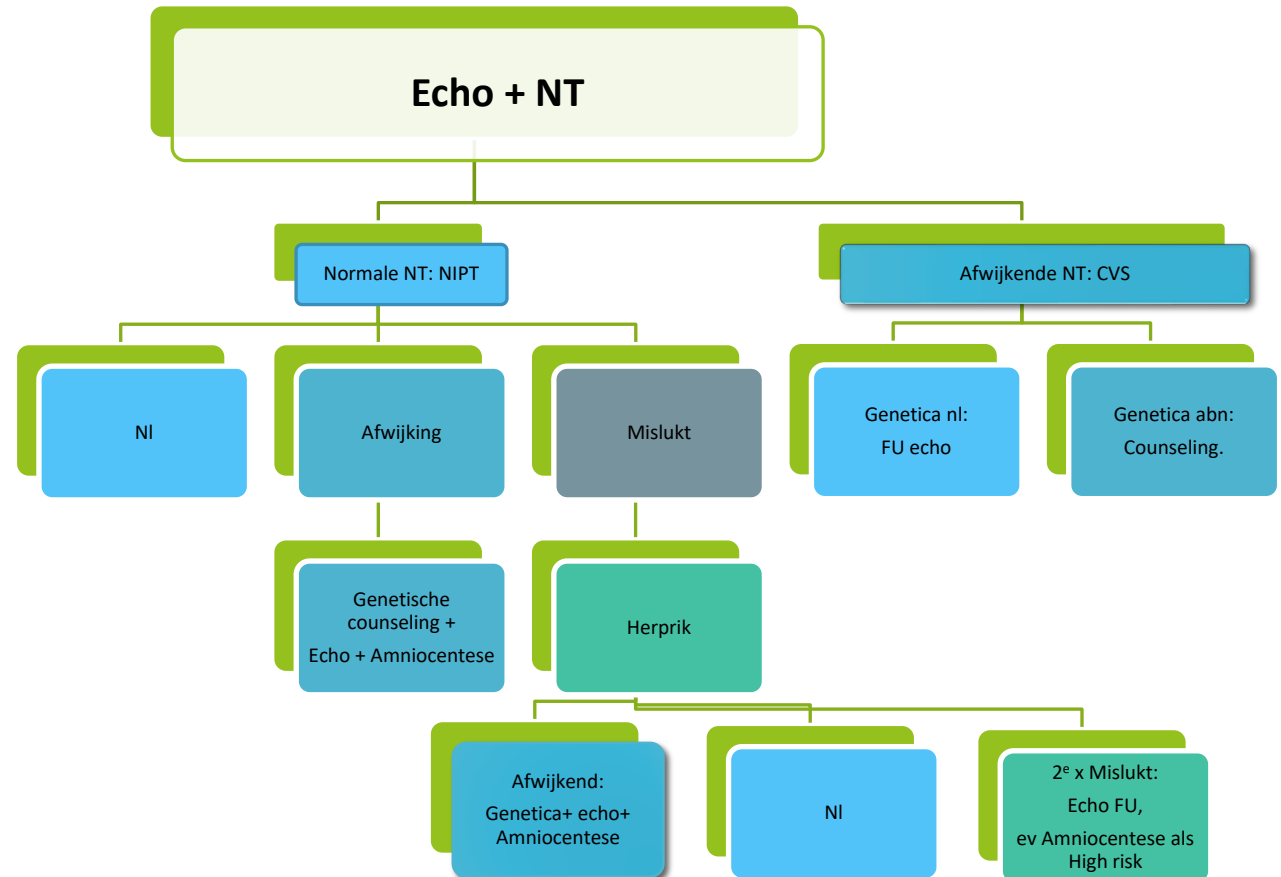 Echo + NT
Normale NT: NIPT
Afwijkende NT: CVS
Nl
Afwijking
Mislukt
Genetica nl:
FU echo
Genetica abn:
Counseling.
Genetische
counseling +
Echo + Amniocentese
Herprik
Afwijkend:
Genetica+ echo+
Amniocentese
Nl
2e x Mislukt:
Echo FU,
ev Amniocentese als
High risk